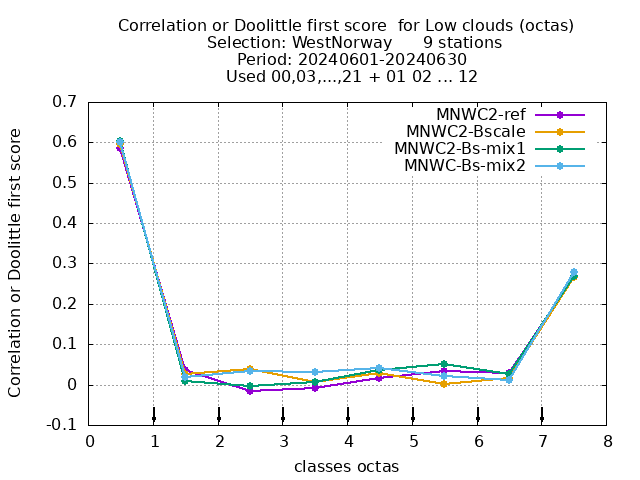 Correlation or Doolittle first score  for Low clouds (octas)
Selection: WestNorway      9 stations
Period: 20240601-20240630
Used 00,03,...,21 + 01 02 ... 12
Correlation or Doolittle first score
0.7
0.6
0.5
0.4
0.3
0.2
0.1
0
-0.1
MNWC2-ref
MNWC2-Bscale
MNWC2-Bs-mix1
MNWC-Bs-mix2
0 1 2 3 4 5 6 7 8
classes octas